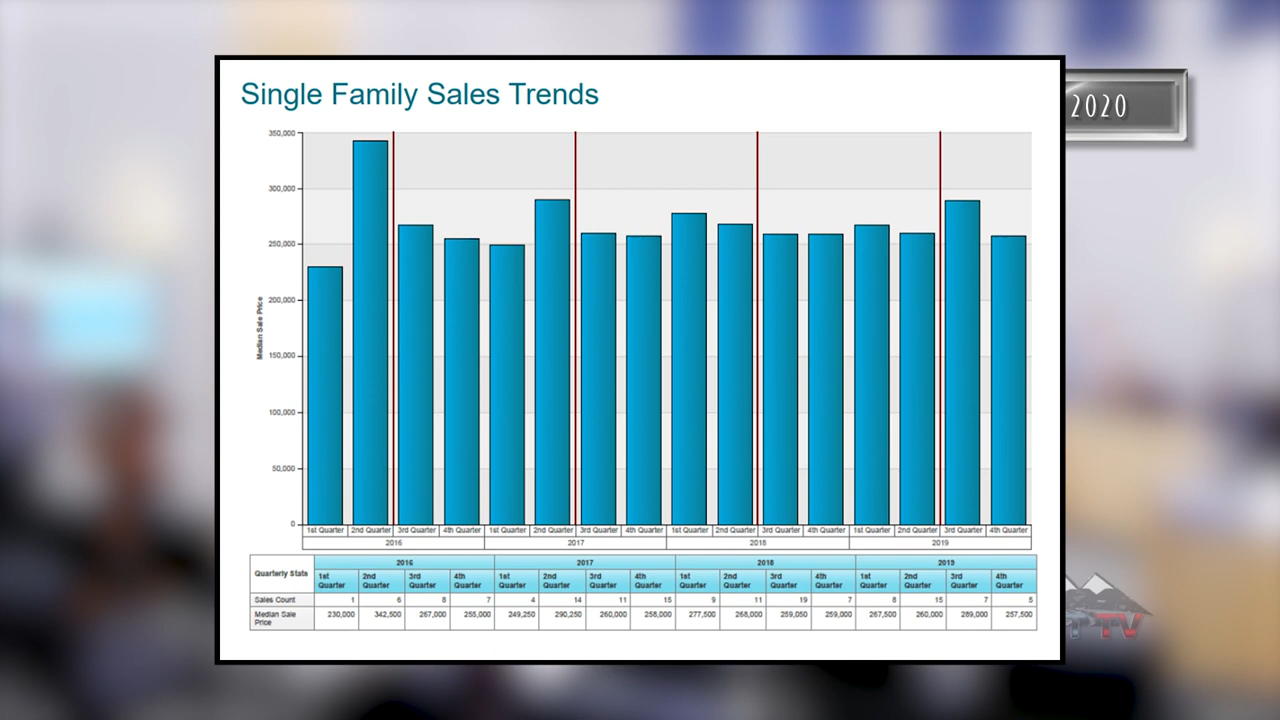 Single Family Sales Trends
2020
350,000
300,000
250,000
200,000
150,000
100,000
50,000
0
Median Sale Price
1st Quarter 2nd Quarter 3rd Quarter 4th Quarter 1st Quarter 2nd Quarter 3rd Quarter 4th Quarter 1st Quarter 2nd Quarter 3rd Quarter 4th Quarter 1st Quarter 2nd Quarter 3rd Quarter 4th Quarter
2016 2017 2018 2019
Quarterly Stats 2016 2017 2018 2019
1st Quarter 2nd Quarter 3rd Quarter 4th Quarter 1st Quarter 2nd Quarter 3rd Quarter 4th Quarter 1st Quarter 2nd Quarter 3rd Quarter 4th Quarter 1st Quarter 2nd Quarter 3rd Quarter 4th Quarter
Sales Count 1 6 8 7 4 14 11 15 9 11 19 7 8 15 7 5
Median Sale Price 230,000 342,500 267,000 255,000 249,250 290,250 260,000 258,000 277,500 268,000 259,050 259,000 267,500 260,000 289,000 257,500
TV